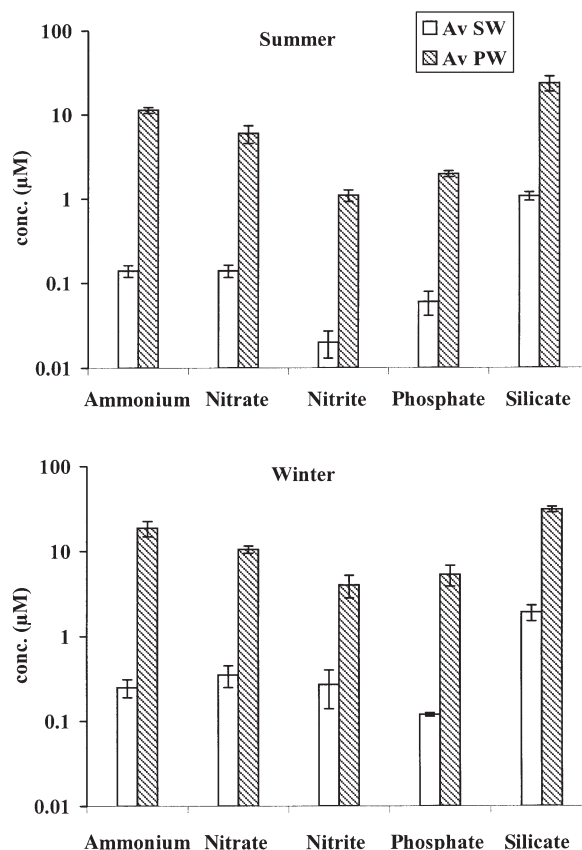 Summer
Av SW
Av PW
conc. (µM)
100
10
1
0.1
0.01
Ammonium Nitrate Nitrite Phosphate Silicate
Winter
conc. (µM)
100
10
1
0.1
0.01
Ammonium Nitrate Nitrite Phosphate Silicate